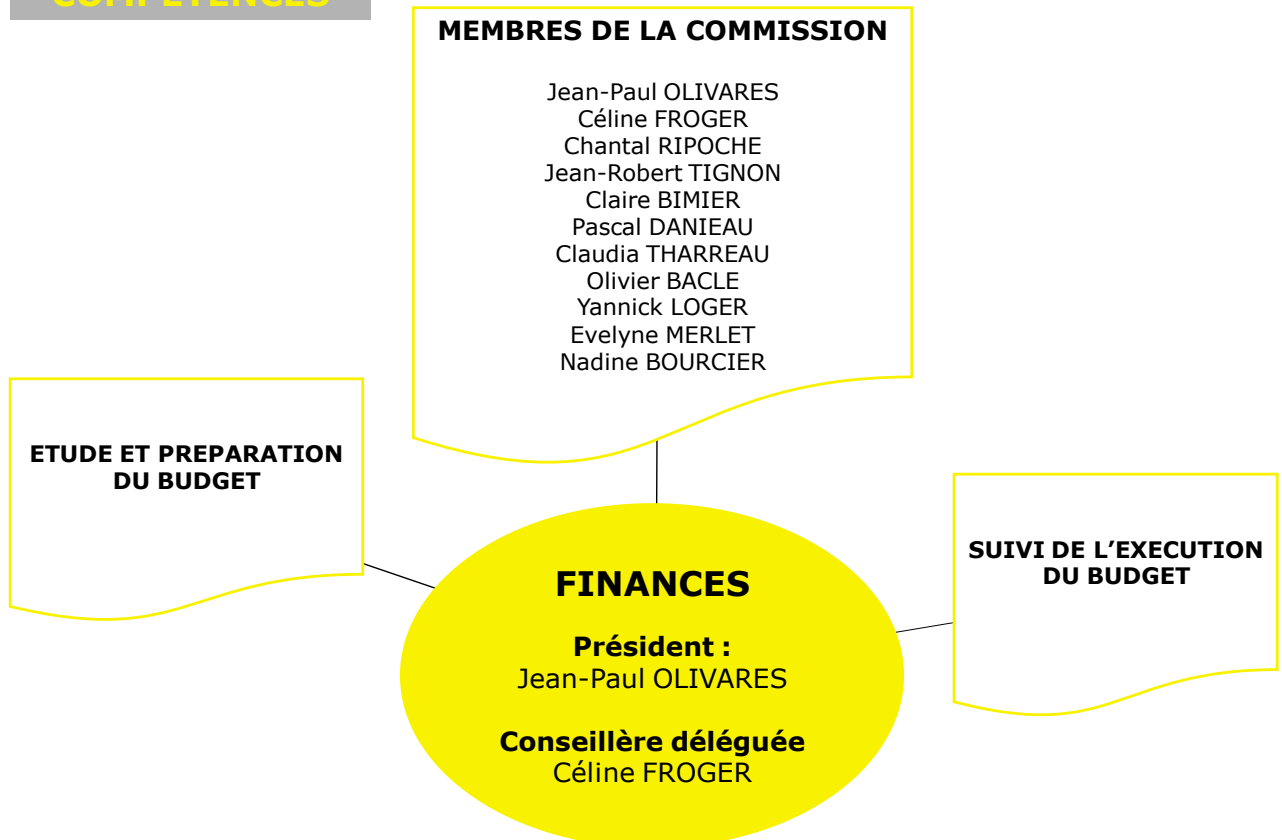 COMPETENCES
MEMBRES DE LA COMMISSION
Jean-Paul OLIVARES
Céline FROGER
Chantal RIPOCHE
Jean-Robert TIGNON
Claire BIMIER
Pascal DANIEAU
Claudia THARREAU
Olivier BACLE
Yannick LOGER
Evelyne MERLET
Nadine BOURCIER
ETUDE ET PREPARATION
DU BUDGET
SUIVI DE L’EXECUTION
DU BUDGET
FINANCES
Président :
Jean-Paul OLIVARES
Conseillère déléguée
Céline FROGER